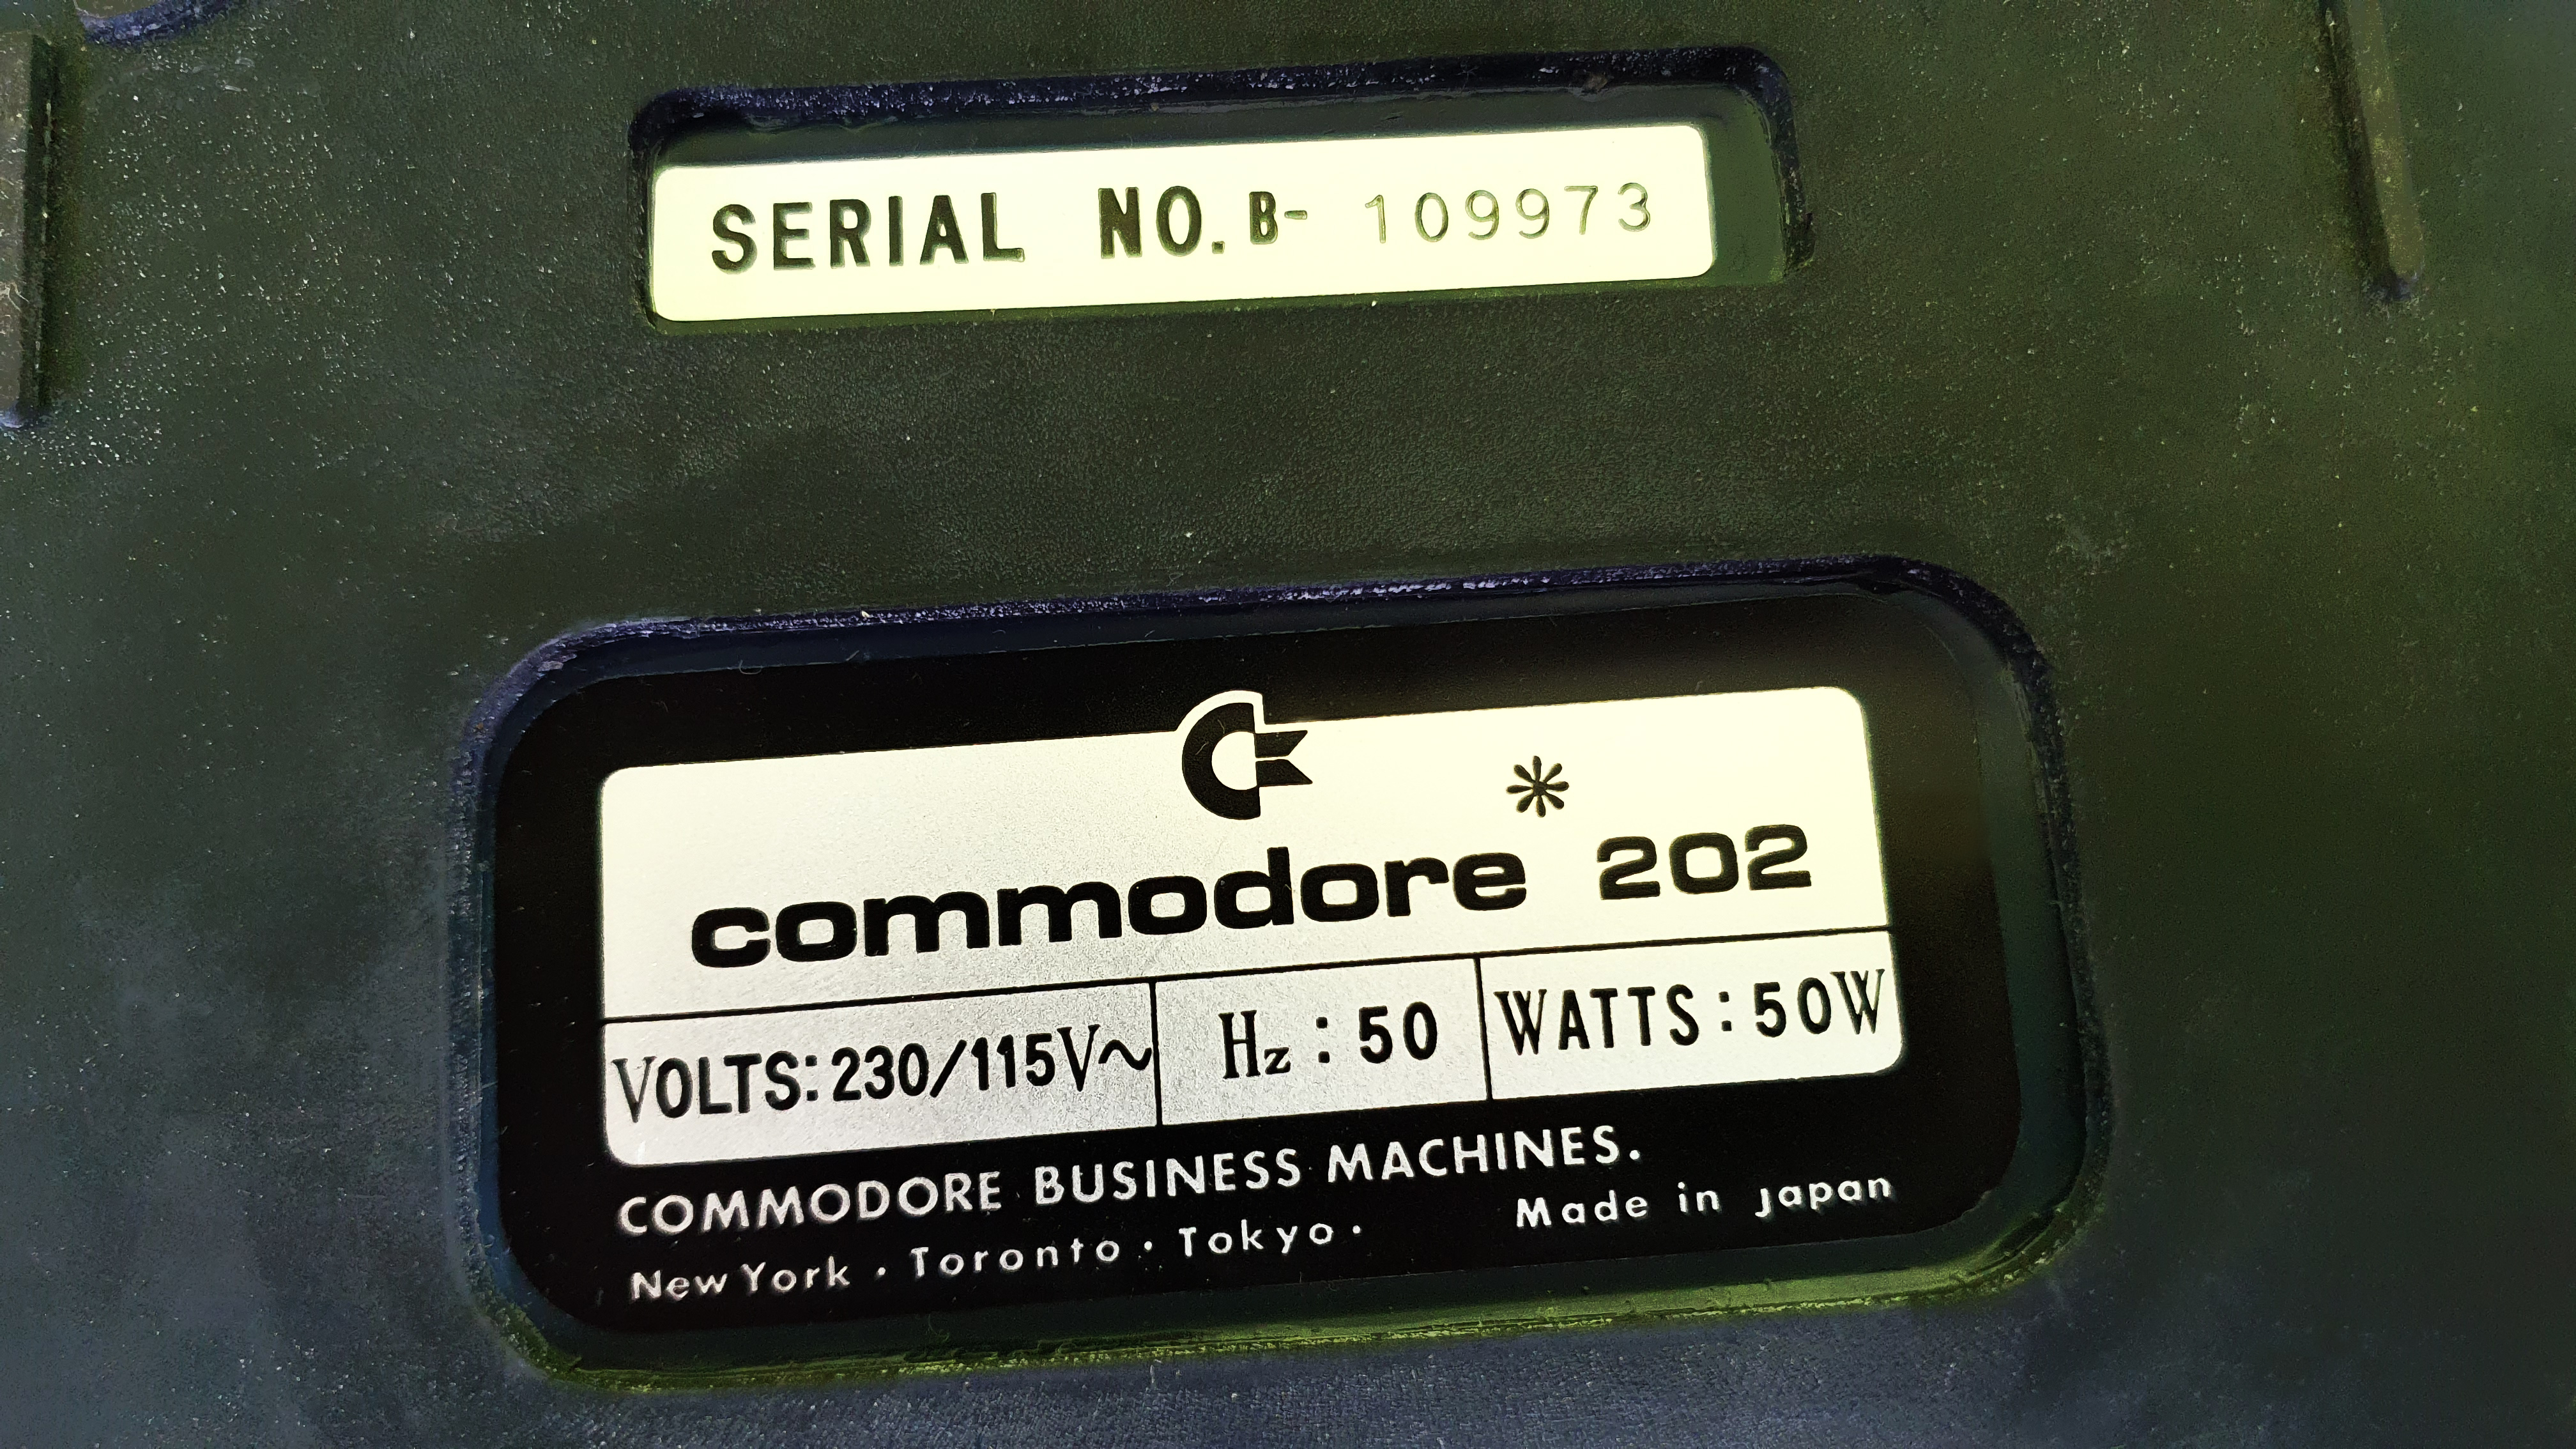 SERIAL NO. B- 109973
*
commodore 202
VOLTS: 230/115V~ Hz : 50 WATTS : 50W
COMMODORE BUSINESS MACHINES.
New York · Toronto · Tokyo · Made in Japan